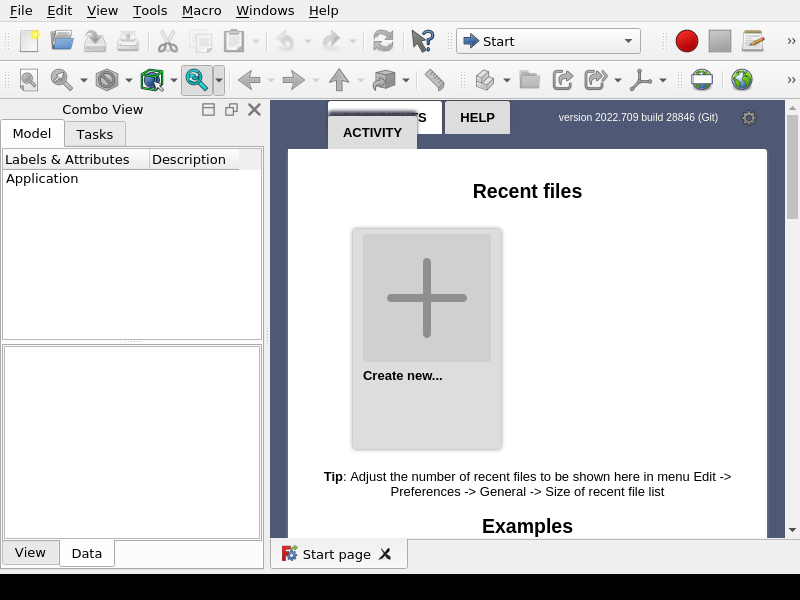 File Edit View Tools Macro Windows Help
Start
Combo View
Model Tasks
Labels & Attributes Description
Application
View Data
HELP
ACTIVITY
version 2022.709 build 28846 (Git)
Recent files
Create new...
Tip: Adjust the number of recent files to be shown here in menu Edit ->
Preferences -> General -> Size of recent file list
Examples
Start page